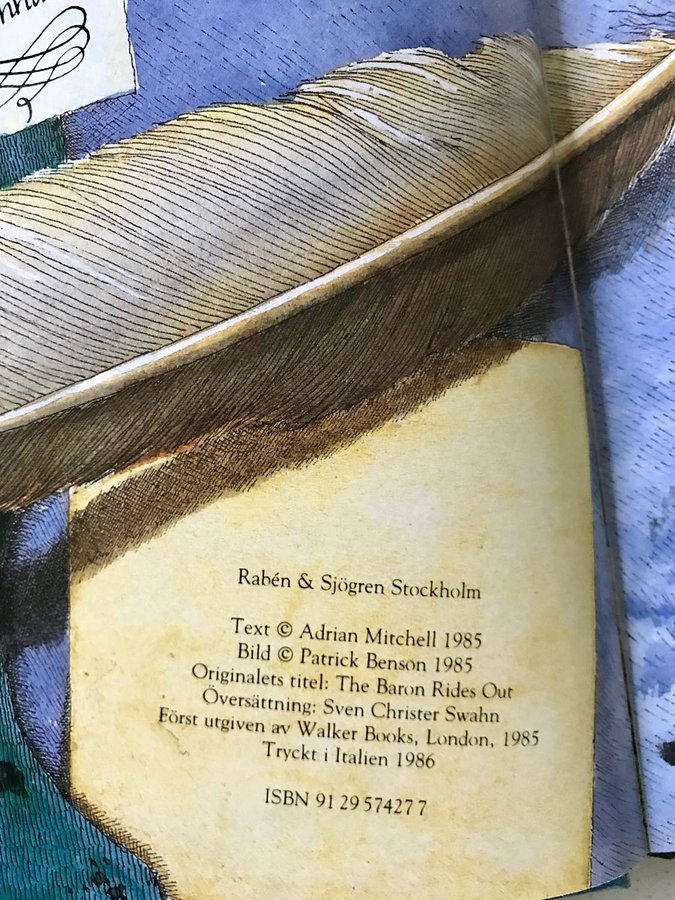 Rabén & Sjögren Stockholm
Text © Adrian Mitchell 1985
Bild © Patrick Benson 1985
Originalets titel: The Baron Rides Out
Översättning: Sven Christer Swahn
Först utgiven av Walker Books, London, 1985
Tryckt i Italien 1986
ISBN 91 29 57427 7